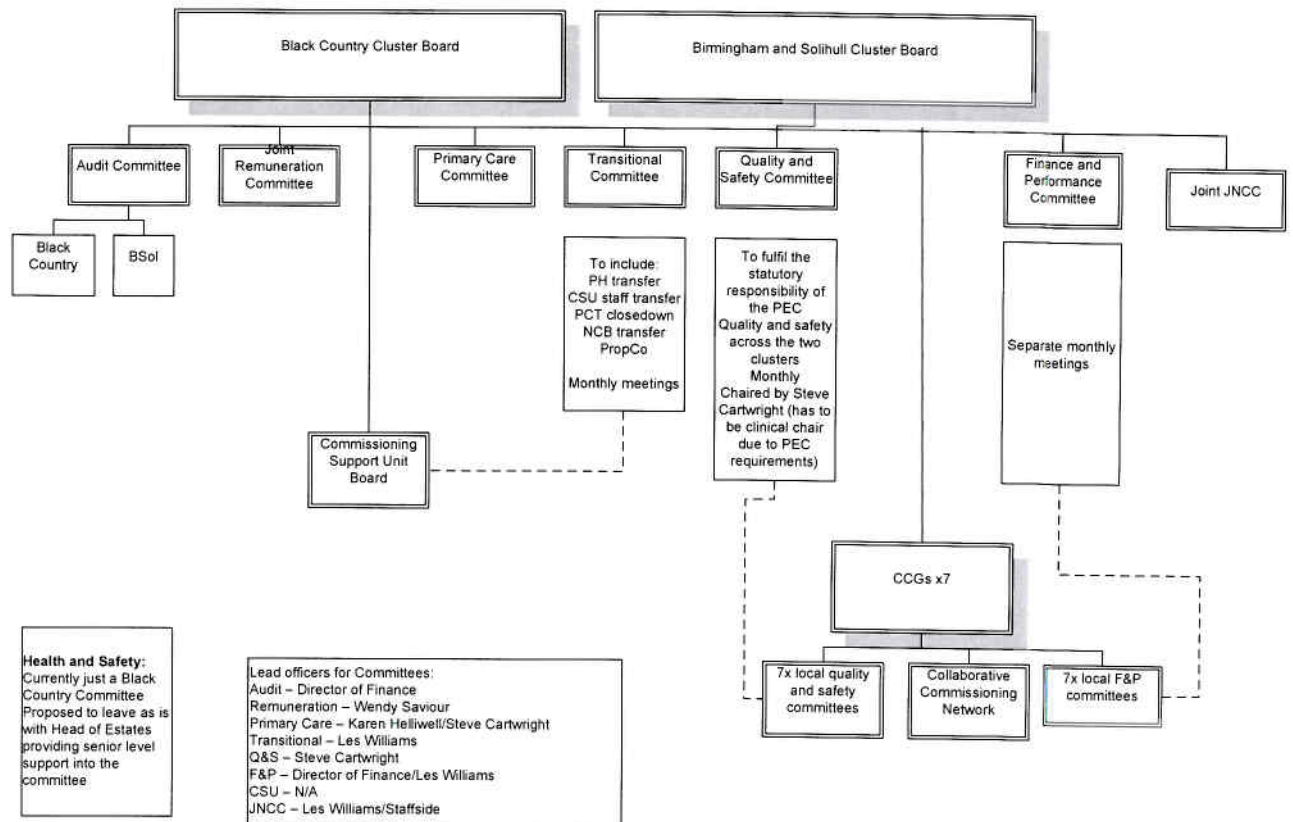 Black Country Cluster Board
Birmingham and Solihull Cluster Board
Audit Committee
Joint
Remuneration
Committee
Primary Care
Committee
Transitional
Committee
Quality and
Safety Committee
Finance and
Performance
Committee
Joint JNCC
Black
Country
BSol
To include:
PH transfer
CSU staff transfer
PCT closedown
NCB transfer
PropCo
Monthly meetings
To fulfil the
statutory
responsibility of
the PEC
Quality and safety
across the two
clusters
Monthly
Chaired by Steve
Cartwright (has to
be clinical chair
due to PEC
requirements)
Separate monthly
meetings
Commissioning
Support Unit
Board
CCGs x7
7x local quality
and safety
committees
Collaborative
Commissioning
Network
7x local F&P
committees
Health and Safety:
Currently just a Black
Country Committee
Proposed to leave as is
with Head of Estates
providing senior level
support into the
committee
Lead officers for Committees:
Audit – Director of Finance
Remuneration – Wendy Saviour
Primary Care – Karen Helliwell/Steve Cartwright
Transitional – Les Williams
Q&S – Steve Cartwright
F&P – Director of Finance/Les Williams
CSU – N/A
JNCC – Les Williams/Staffside